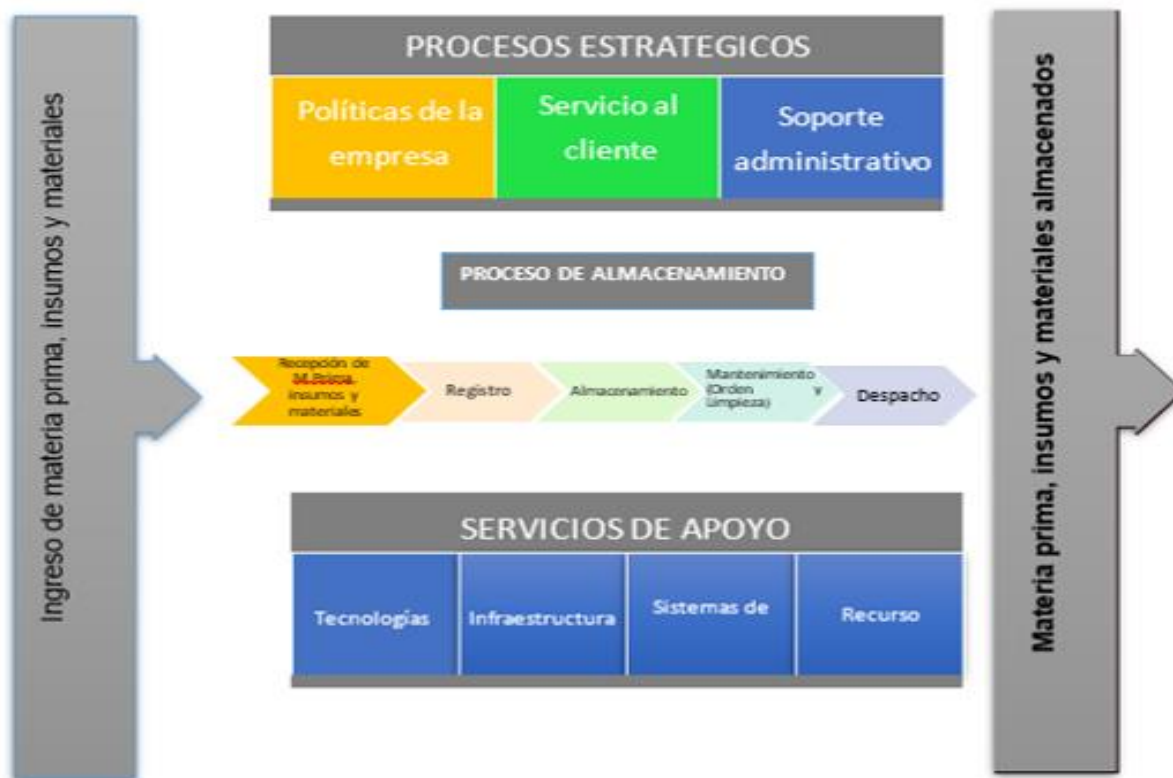 Ingreso de materia prima, insumos y materiales
PROCESOS ESTRATEGICOS
Políticas de la
empresa
Servicio al
cliente
Soporte
administrativo
PROCESO DE ALMACENAMIENTO
Recepción de
M.Prima,
insumos y
materiales
Registro
Almacenamiento
Mantenimiento
(Orden y
Limpieza)
Despacho
SERVICIOS DE APOYO
Tecnologías
Infraestructura
Sistemas de
Recurso
Materia prima, insumos y materiales almacenados